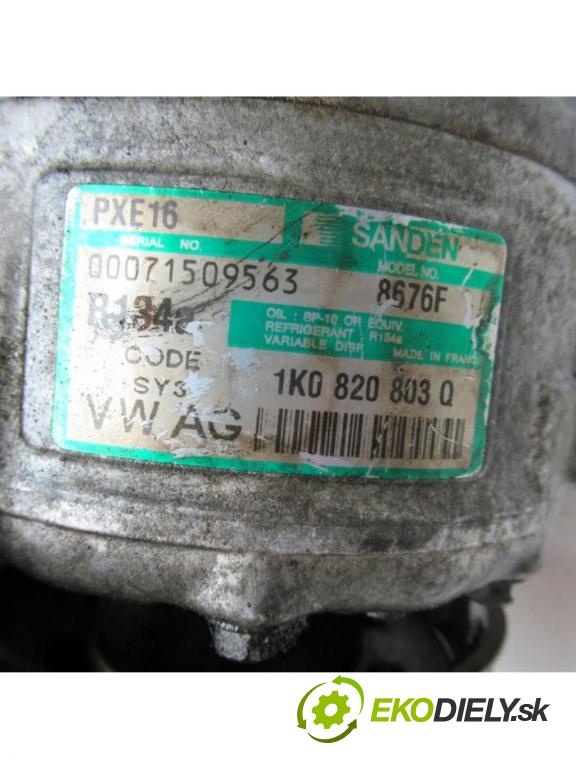 PXE16
SANDEN
SERIAL NO.
MODEL NO.
00071509563
8676F
R134a
OIL : SP-10 OR EQUIV.
REFRIGERANT : R134a
VARIABLE DISP.
MADE IN FRANCE
CODE
SY3
1K0 820 803 Q
VW AG
EKODIELY.sk